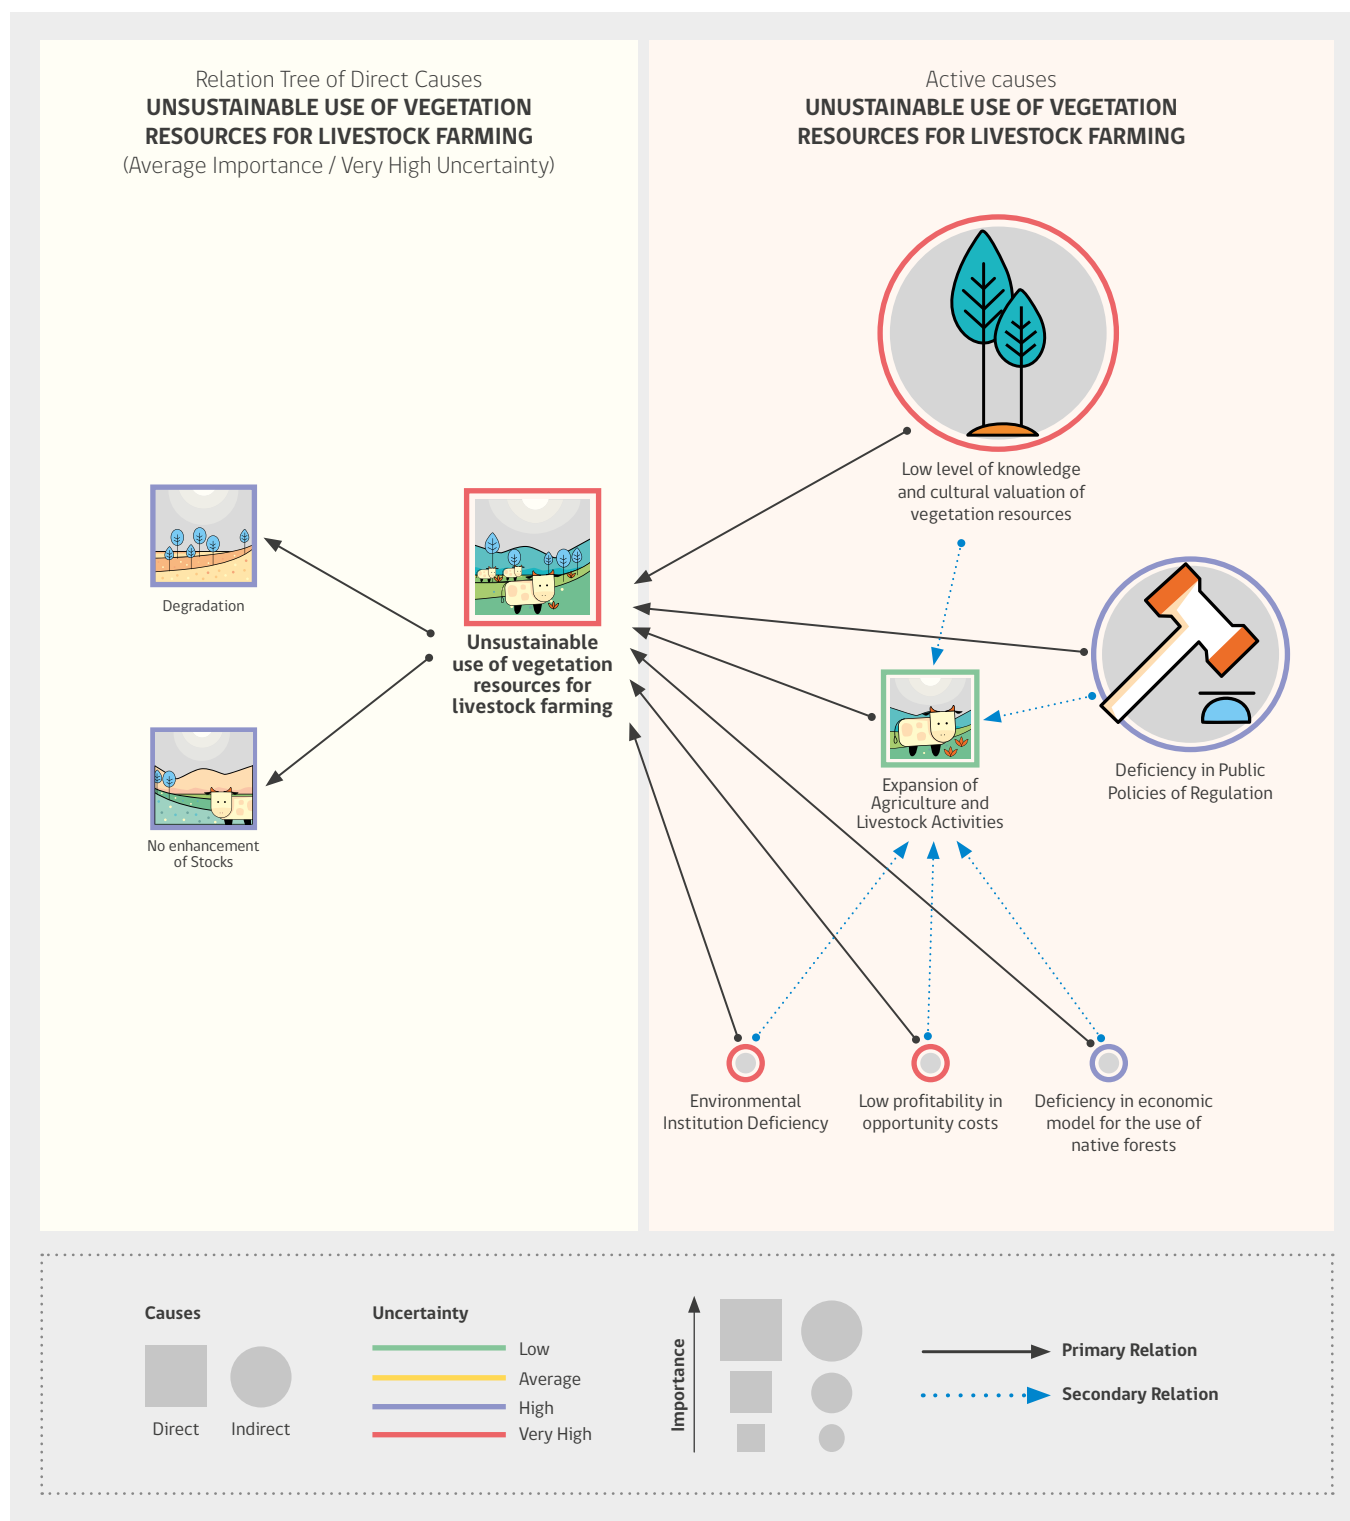 Relation Tree of Direct Causes
UNSUSTAINABLE USE OF VEGETATION
RESOURCES FOR LIVESTOCK FARMING
(Average Importance / Very High Uncertainty)
Active causes
UNUSTAINABLE USE OF VEGETATION
RESOURCES FOR LIVESTOCK FARMING
Low level of knowledge
and cultural valuation of
vegetation resources
Degradation
Unsustainable
use of vegetation
resources for
livestock farming
Deficiency in Public
Policies of Regulation
Expansion of
Agriculture and
Livestock Activities
No enhancement
of Stocks
Environmental
Institution Deficiency
Low profitability in
opportunity costs
Deficiency in economic
model for the use of
native forests
Causes
Direct
Indirect
Uncertainty
Low
Average
High
Very High
Importance
Primary Relation
Secondary Relation